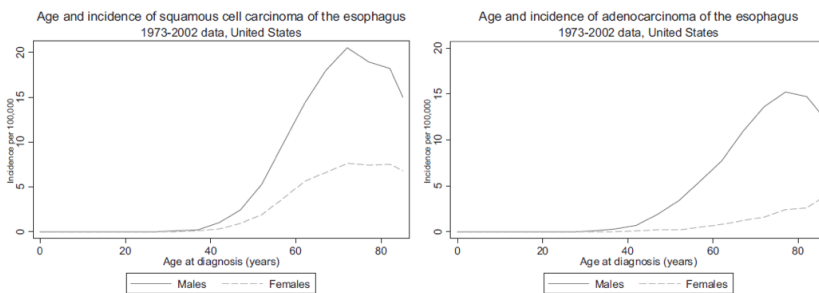 Age and incidence of squamous cell carcinoma of the esophagus
1973-2002 data, United States
Incidence per 100,000
20
15
10
5
0
0 20 40 60 80
Age at diagnosis (years)
Males Females
Age and incidence of adenocarcinoma of the esophagus
1973-2002 data, United States
Incidence per 100,000
20
15
10
5
0
0 20 40 60 80
Age at diagnosis (years)
Males Females